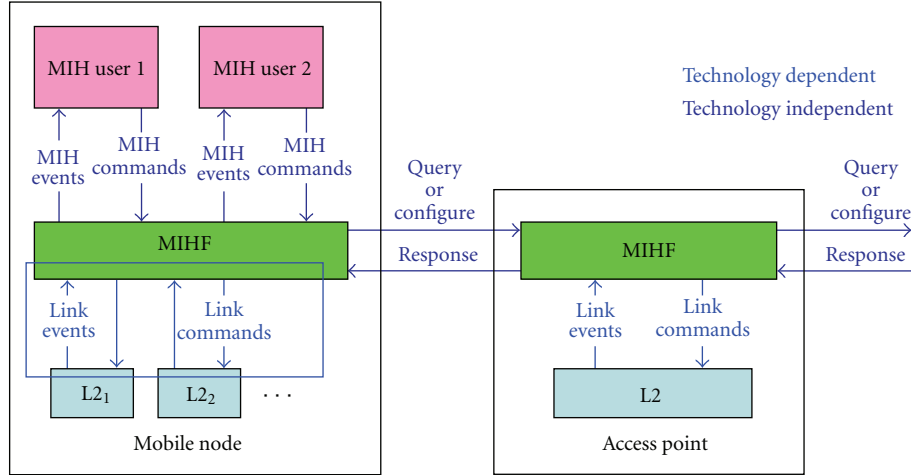 MIH user 1
MIH user 2
Technology dependent
Technology independent
MIH
events
MIH
commands
MIH
events
MIH
commands
Query
or
configure
Query
or
configure
MIHF
MIHF
Response
Response
Link
events
Link
commands
Link
events
Link
commands
L2₁
L2₂
. . .
L2
Mobile node
Access point